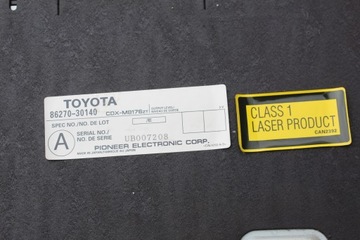 TOYOTA
86270-30140 CDX-M8176ZT
SPEC NO./NO. DE LOT
A
SERIAL NO./
NO. DE SERIE UB007208
PIONEER ELECTRONIC CORP.
CLASS 1
LASER PRODUCT